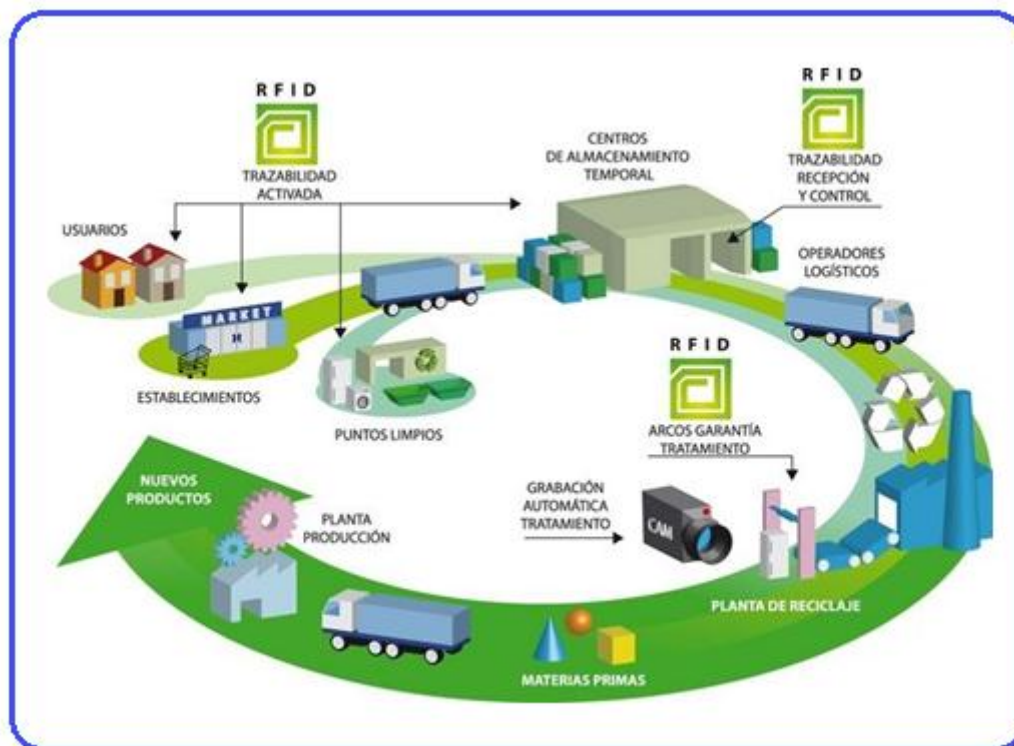 RFID
TRAZABILIDAD
ACTIVADA
RFID
TRAZABILIDAD
RECEPCIÓN
Y CONTROL
CENTROS
DE ALMACENAMIENTO
TEMPORAL
USUARIOS
OPERADORES
LOGÍSTICOS
MARKET
ESTABLECIMIENTOS
PUNTOS LIMPIOS
RFID
ARCOS GARANTÍA
TRATAMIENTO
GRABACIÓN
AUTOMÁTICA
TRATAMIENTO
CAM
NUEVOS
PRODUCTOS
PLANTA
PRODUCCIÓN
PLANTA DE RECICLAJE
MATERIAS PRIMAS